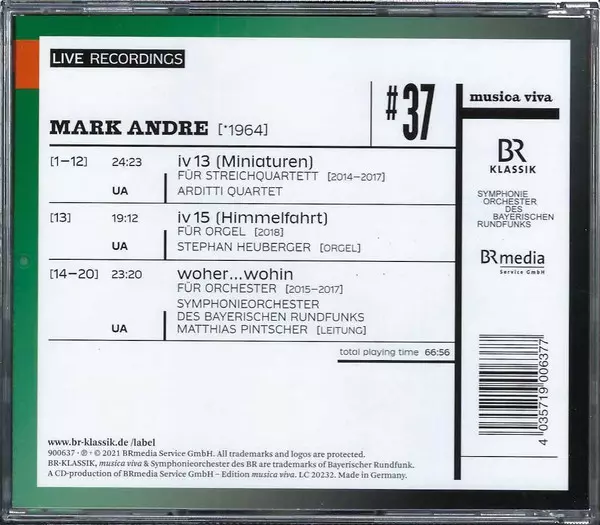 LIVE RECORDINGS
MARK ANDRE [*1964]
#37
[1–12] 24:23 iv 13 (Miniaturen)
FÜR STREICHQUARTETT [2014–2017]
UA ARDITTI QUARTET
[13] 19:12 iv 15 (Himmelfahrt)
FÜR ORGEL [2018]
UA STEPHAN HEUBERGER [ORGEL]
[14–20] 23:20 woher...wohin
FÜR ORCHESTER [2015–2017]
SYMPHONIEORCHESTER
DES BAYERISCHEN RUNDFUNKS
UA MATTHIAS PINTSCHER [LEITUNG]
total playing time 66:56
musica viva
BR
KLASSIK
SYMPHONIE
ORCHESTER
DES
BAYERISCHEN
RUNDFUNKS
BRmedia
Service GmbH
4 035719 006377
www.br-klassik.de/label
900637 · ℗ · © 2021 BRmedia Service GmbH. All trademarks and logos are protected.
BR-KLASSIK, musica viva & Symphonieorchester des BR are trademarks of Bayerischer Rundfunk.
A CD-production of BRmedia Service GmbH – Edition musica viva. LC 20232. Made in Germany.